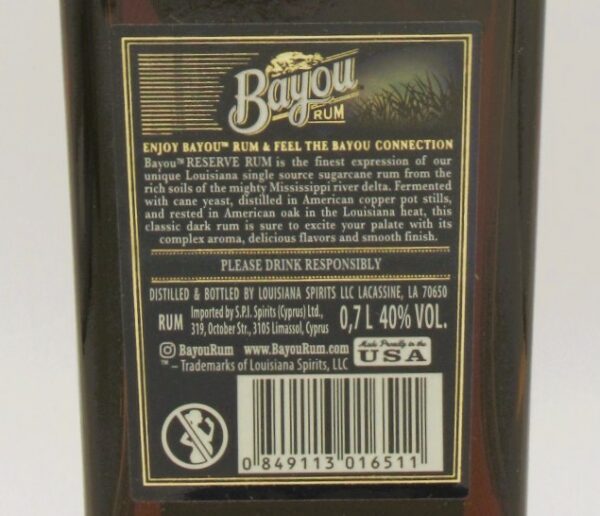 Bayou
RUM
ENJOY BAYOU™ RUM & FEEL THE BAYOU CONNECTION
Bayou™ RESERVE RUM is the finest expression of our
unique Louisiana single source sugarcane rum from the
rich soils of the mighty Mississippi river delta. Fermented
with cane yeast, distilled in American copper pot stills,
and rested in American oak in the Louisiana heat, this
classic dark rum is sure to excite your palate with its
complex aroma, delicious flavors and smooth finish.
PLEASE DRINK RESPONSIBLY
DISTILLED & BOTTLED BY LOUISIANA SPIRITS LLC LACASSINE, LA 70650
RUM Imported by S.P.I. Spirits (Cyprus) Ltd., 0,7 L 40% VOL.
319, October Str., 3105 Limassol, Cyprus
BayouRum www.BayouRum.com Made Proudly in the
USA
™ – Trademarks of Louisiana Spirits, LLC
0 849113 016511